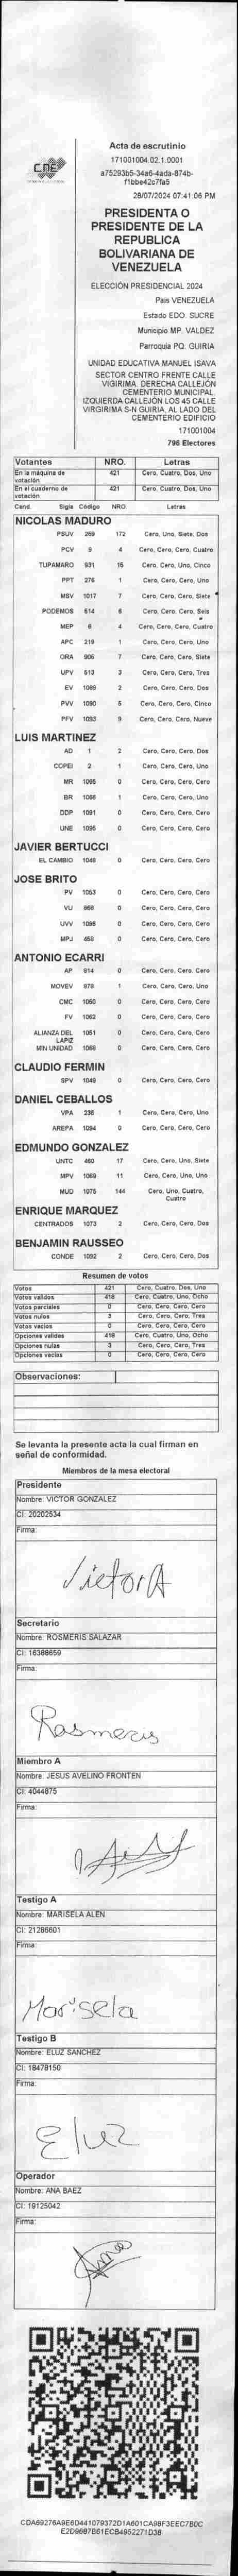 CNE
Acta de escrutinio
171001004.02.1.0001
a75293b5-34a6-4ada-874b-
f1bbe42c7fa5
28/07/2024 07:41:06 PM
PRESIDENTA O
PRESIDENTE DE LA
REPUBLICA
BOLIVARIANA DE
VENEZUELA
ELECCIÓN PRESIDENCIAL 2024
Pais VENEZUELA
Estado EDO. SUCRE
Municipio MP. VALDEZ
Parroquia PQ. GUIRIA
UNIDAD EDUCATIVA MANUEL ISAVA
SECTOR CENTRO FRENTE CALLE
VIGIRIMA. DERECHA CALLEJÓN
CEMENTERIO MUNICIPAL.
IZQUIERDA CALLEJÓN LOS 45 CALLE
VIRGIRIMA S-N GUIRIA, AL LADO DEL
CEMENTERIO EDIFICIO
171001004
796 Electores
Votantes NRO. Letras
En la máquina de votación 421 Cero, Cuatro, Dos, Uno
En el cuaderno de votación 421 Cero, Cuatro, Dos, Uno
Cand. Sigla Código NRO Letras
NICOLAS MADURO
PSUV 269 172 Cero, Uno, Siete, Dos
PCV 9 4 Cero, Cero, Cero, Cuatro
TUPAMARO 931 16 Cero, Cero, Uno, Cinco
PPT 276 1 Cero, Cero, Cero, Uno
MSV 1017 7 Cero, Cero, Cero, Siete
PODEMOS 514 6 Cero, Cero, Cero, Seis
MEP 6 4 Cero, Cero, Cero, Cuatro
APC 219 1 Cero, Cero, Cero, Uno
ORA 906 7 Cero, Cero, Cero, Siete
UPV 513 3 Cero, Cero, Cero, Tres
EV 1089 2 Cero, Cero, Cero, Dos
PVV 1090 5 Cero, Cero, Cero, Cinco
PFV 1093 9 Cero, Cero, Cero, Nueve
LUIS MARTINEZ
AD 1 2 Cero, Cero, Cero, Dos
COPEI 2 1 Cero, Cero, Cero, Uno
MR 1065 0 Cero, Cero, Cero, Cero
BR 1058 1 Cero, Cero, Cero, Uno
DDP 1091 0 Cero, Cero, Cero, Cero
UNE 1095 0 Cero, Cero, Cero, Cero
JAVIER BERTUCCI
EL CAMBIO 1048 0 Cero, Cero, Cero, Cero
JOSE BRITO
PV 1053 0 Cero, Cero, Cero, Cero
VU 969 0 Cero, Cero, Cero, Cero
UVV 1096 0 Cero, Cero, Cero, Cero
MPJ 458 0 Cero, Cero, Cero, Cero
ANTONIO ECARRI
AP 914 0 Cero, Cero, Cero, Cero
MOVEV 979 1 Cero, Cero, Cero, Uno
CMC 1050 0 Cero, Cero, Cero, Cero
FV 1062 0 Cero, Cero, Cero, Cero
ALIANZA DEL LAPIZ 1051 0 Cero, Cero, Cero, Cero
MIN UNIDAD 1068 0 Cero, Cero, Cero, Cero
CLAUDIO FERMIN
SPV 1049 0 Cero, Cero, Cero, Cero
DANIEL CEBALLOS
VPA 236 1 Cero, Cero, Cero, Uno
AREPA 1094 0 Cero, Cero, Cero, Cero
EDMUNDO GONZALEZ
UNTC 460 17 Cero, Cero, Uno, Siete
MPV 1069 11 Cero, Cero, Uno, Uno
MUD 1075 144 Cero, Uno, Cuatro,
Cuatro
ENRIQUE MARQUEZ
CENTRADOS 1073 2 Cero, Cero, Cero, Dos
BENJAMIN RAUSSEO
CONDE 1092 2 Cero, Cero, Cero, Dos
Resumen de votos
Votos 421 Cero, Cuatro, Dos, Uno
Votos validos 418 Cero, Cuatro, Uno, Ocho
Votos parciales 0 Cero, Cero, Cero, Cero
Votos nulos 3 Cero, Cero, Cero, Tres
Votos vacios 0 Cero, Cero, Cero, Cero
Opciones validas 418 Cero, Cuatro, Uno, Ocho
Opciones nulas 3 Cero, Cero, Cero, Tres
Opciones vacias 0 Cero, Cero, Cero, Cero
Observaciones:
Se levanta la presente acta la cual firman en
señal de conformidad.
Miembros de la mesa electoral
Presidente
Nombre: VICTOR GONZALEZ
CI: 20202534
Firma:
Victor A
Secretario
Nombre: ROSMERIS SALAZAR
CI: 16388659
Firma:
Rosmeris
Miembro A
Nombre: JESUS AVELINO FRONTEN
CI: 4044875
Firma:
Testigo A
Nombre: MARISELA ALEN
CI: 21286601
Firma:
Marisela
Testigo B
Nombre: ELUZ SANCHEZ
CI: 18478150
Firma:
Eluz
Operador
Nombre: ANA BAEZ
CI: 19125042
Firma:
CDA69276A9E6D441079372D1A601CA98F3EEC7B0C
E2D9687B61ECB4952271D38